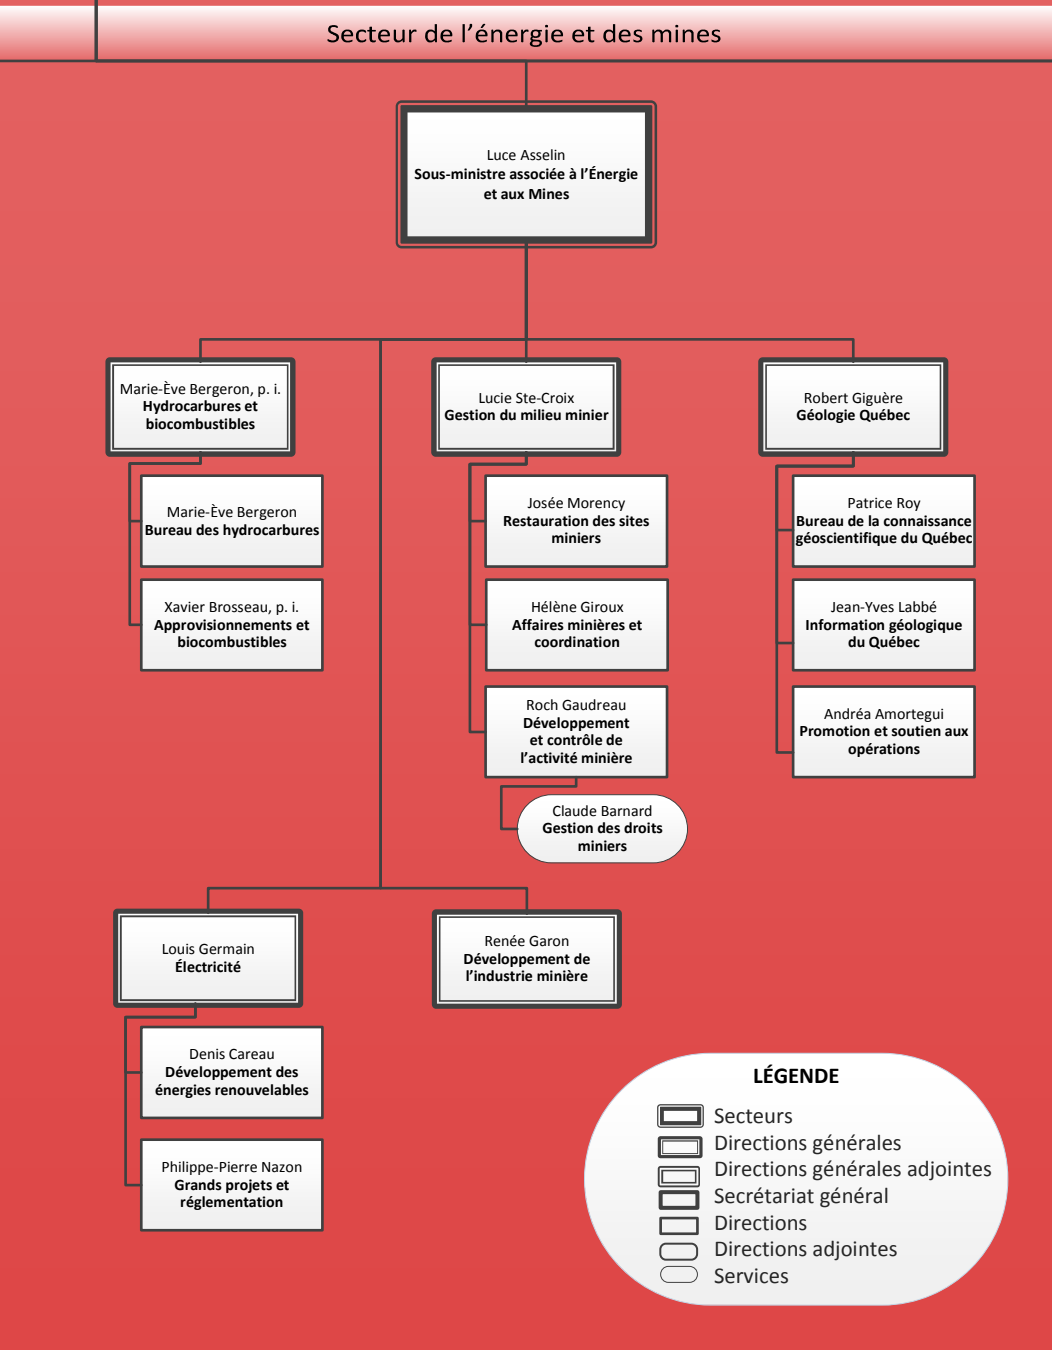 Secteur de l’énergie et des mines
Luce Asselin
Sous-ministre associée à l’Énergie
et aux Mines
Marie-Ève Bergeron, p. i.
Hydrocarbures et
biocombustibles
Marie-Ève Bergeron
Bureau des hydrocarbures
Xavier Brosseau, p. i.
Approvisionnements et
biocombustibles
Lucie Ste-Croix
Gestion du milieu minier
Josée Morency
Restauration des sites
miniers
Hélène Giroux
Affaires minières et
coordination
Roch Gaudreau
Développement
et contrôle de
l’activité minière
Claude Barnard
Gestion des droits
miniers
Robert Giguère
Géologie Québec
Patrice Roy
Bureau de la connaissance
géoscientifique du Québec
Jean-Yves Labbé
Information géologique
du Québec
Andréa Amortegui
Promotion et soutien aux
opérations
Louis Germain
Électricité
Denis Careau
Développement des
énergies renouvelables
Philippe-Pierre Nazon
Grands projets et
réglementation
Renée Garon
Développement de
l’industrie minière
LÉGENDE
Secteurs
Directions générales
Directions générales adjointes
Secrétariat général
Directions
Directions adjointes
Services